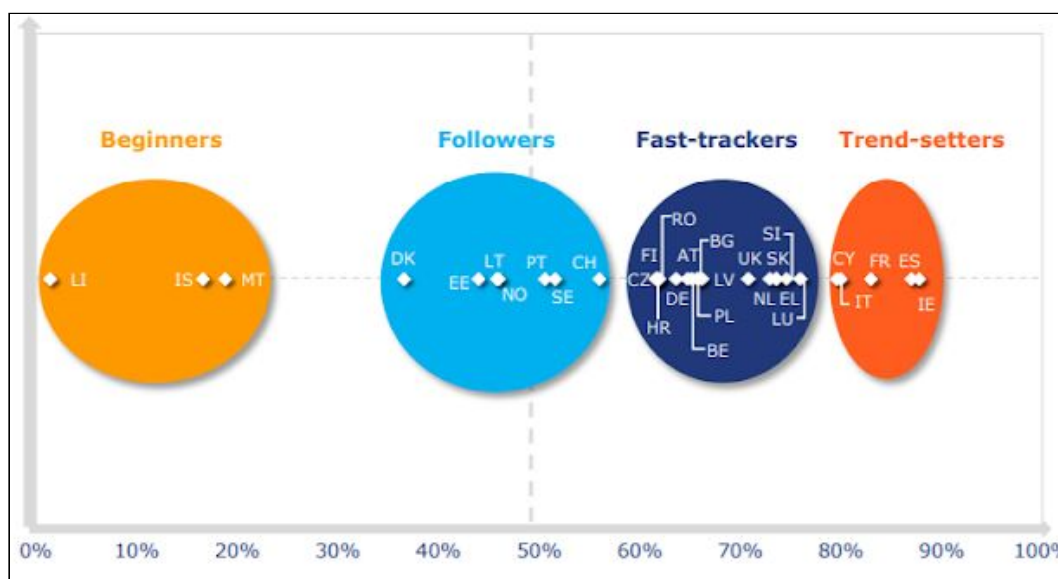 Beginners
Followers
Fast-trackers
Trend-setters
RO
SI
BG
DK
LT
PT
CH
FI
AT
UK
SK
CY
FR
ES
LI
IS
MT
EE
NO
SE
CZ
DE
LV
NL
EL
IT
IE
HR
PL
LU
BE
0%
10%
20%
30%
40%
50%
60%
70%
80%
90%
100%